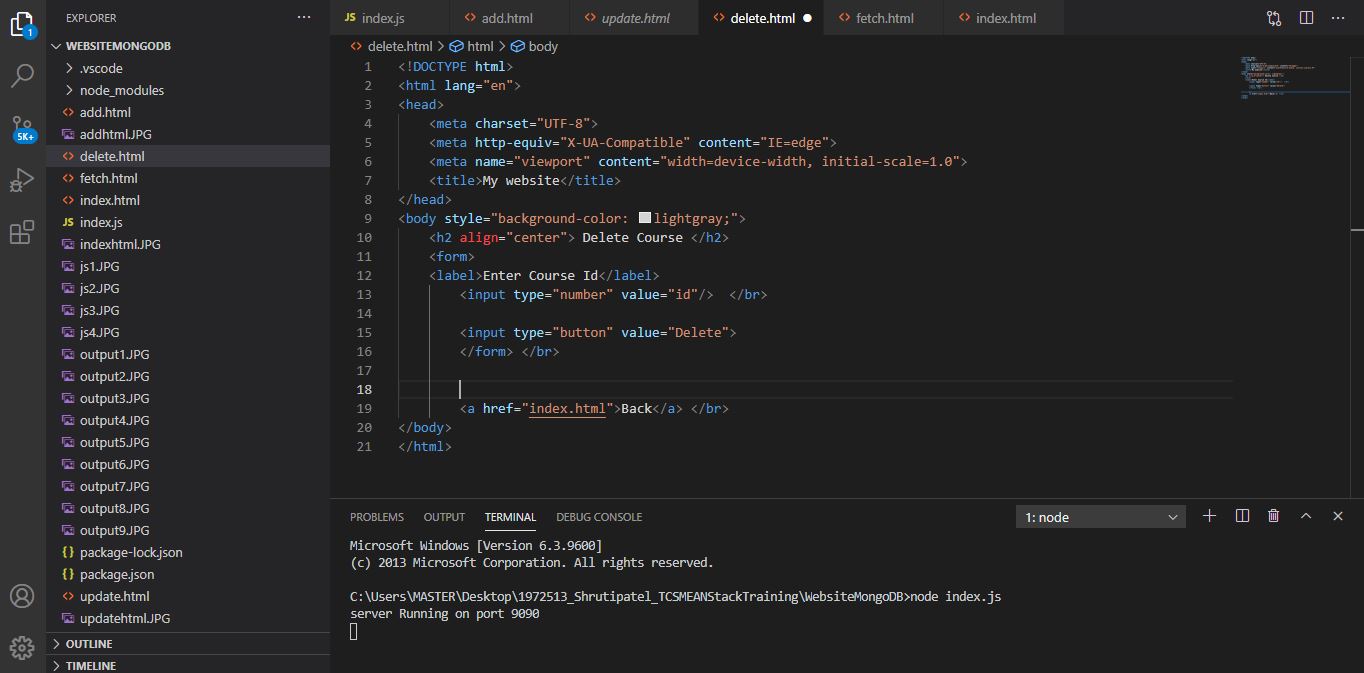 EXPLORER ···
1
5K+
WEBSITEMONGODB
.vscode
node_modules
<> add.html
addhtml.JPG
<> delete.html
<> fetch.html
<> index.html
JS index.js
indexhtml.JPG
js1.JPG
js2.JPG
js3.JPG
js4.JPG
output1.JPG
output2.JPG
output3.JPG
output4.JPG
output5.JPG
output6.JPG
output7.JPG
output8.JPG
output9.JPG
{} package-lock.json
{} package.json
<> update.html
updatehtml.JPG
OUTLINE
TIMELINE
JS index.js <> add.html <> update.html <> delete.html ● <> fetch.html <> index.html ···
<> delete.html > html > body
1 <!DOCTYPE html>
2 <html lang="en">
3 <head>
4 <meta charset="UTF-8">
5 <meta http-equiv="X-UA-Compatible" content="IE=edge">
6 <meta name="viewport" content="width=device-width, initial-scale=1.0">
7 <title>My website</title>
8 </head>
9 <body style="background-color: lightgray;">
10 <h2 align="center"> Delete Course </h2>
11 <form>
12 <label>Enter Course Id</label>
13 <input type="number" value="id"/> </br>
14
15 <input type="button" value="Delete">
16 </form> </br>
17
18
19 <a href="index.html">Back</a> </br>
20 </body>
21 </html>
PROBLEMS OUTPUT TERMINAL DEBUG CONSOLE 1: node
Microsoft Windows [Version 6.3.9600]
(c) 2013 Microsoft Corporation. All rights reserved.
C:\Users\MASTER\Desktop\1972513_Shrutipatel_TCSMEANStackTraining\WebsiteMongoDB>node index.js
server Running on port 9090